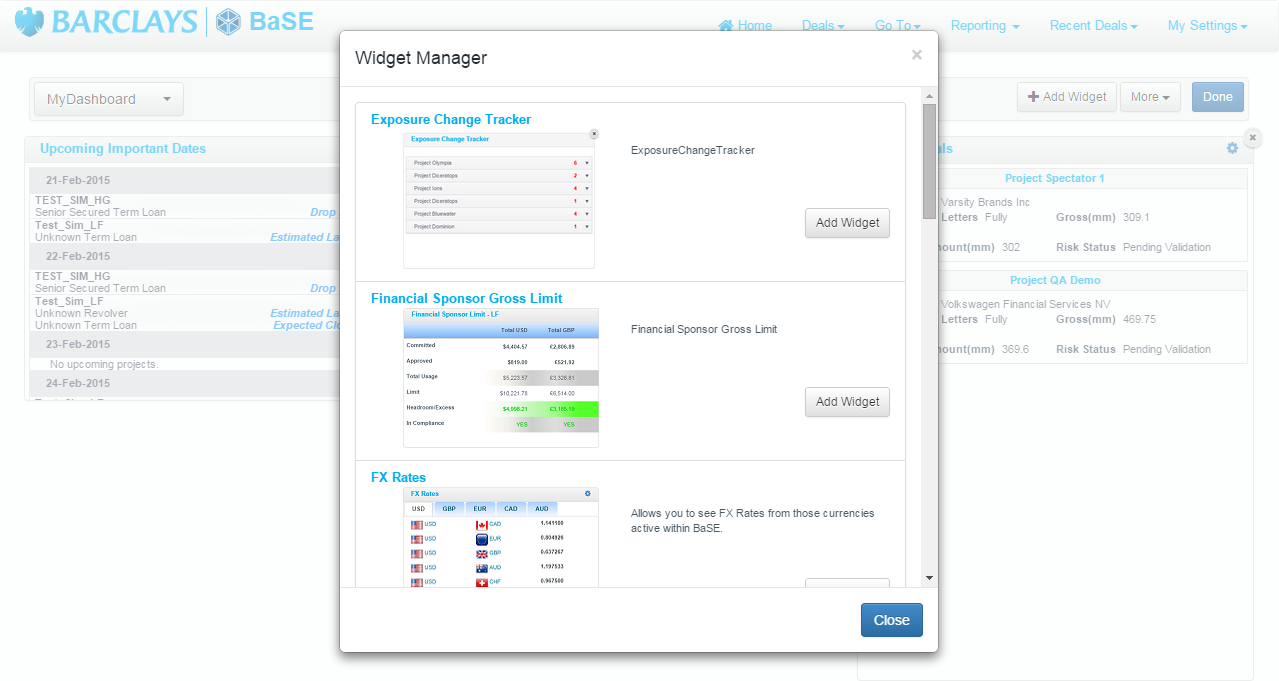 BARCLAYS BaSE
Home Deals Go To Reporting Recent Deals My Settings
MyDashboard
Add Widget More Done
Upcoming Important Dates
21-Feb-2015
TEST_SIM_HG
Senior Secured Term Loan Drop
Test_Sim_LF
Unknown Term Loan Estimated La
22-Feb-2015
TEST_SIM_HG
Senior Secured Term Loan Drop
Test_Sim_LF
Unknown Revolver Estimated La
Unknown Term Loan Expected Clo
23-Feb-2015
No upcoming projects.
24-Feb-2015
Widget Manager ×
Exposure Change Tracker
Exposure Change Tracker
Project Olympia 6
Project Dicerotops 2
Project Ions 4
Project Dicerotops 1
Project Bluewater 4
Project Dominion 1
ExposureChangeTracker
Add Widget
Financial Sponsor Gross Limit
Financial Sponsor Limit - LF
Total USD Total GBP
Committed $4,404.57 £2,806.89
Approved $819.00 £521.92
Total Usage $5,223.57 £3,328.81
Limit $10,221.78 £6,514.00
Headroom/Excess $4,998.21 £3,185.19
In Compliance YES YES
Financial Sponsor Gross Limit
Add Widget
FX Rates
FX Rates
USD GBP EUR CAD AUD
USD CAD 1.141100
USD EUR 0.804926
USD GBP 0.637267
USD AUD 1.197533
USD CHF 0.967500
Allows you to see FX Rates from those currencies
active within BaSE.
Close
als
Project Spectator 1
Varsity Brands Inc
Letters Fully Gross(mm) 309.1
ount(mm) 302 Risk Status Pending Validation
Project QA Demo
Volkswagen Financial Services NV
Letters Fully Gross(mm) 469.75
ount(mm) 369.6 Risk Status Pending Validation